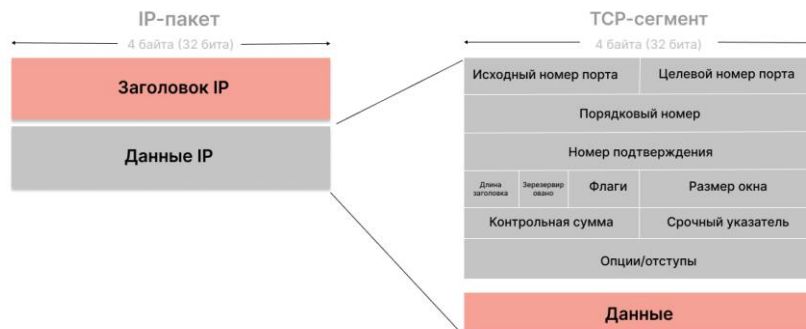 IP-пакет
4 байта (32 бита)
Заголовок IP
Данные IP
TCP-сегмент
4 байта (32 бита)
Исходный номер порта
Целевой номер порта
Порядковый номер
Номер подтверждения
Длина
заголовка
Зерезервир
овано
Флаги
Размер окна
Контрольная сумма
Срочный указатель
Опции/отступы
Данные